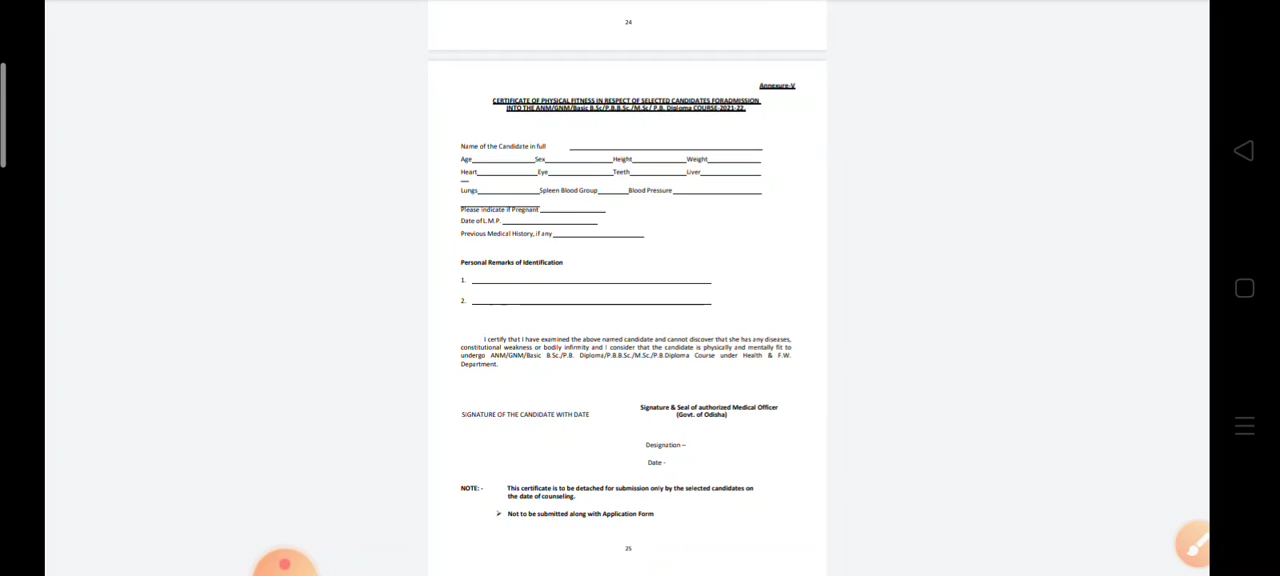 24
Annexure-V
CERTIFICATE OF PHYSICAL FITNESS IN RESPECT OF SELECTED CANDIDATES FORADMISSION
INTO THE ANM/GNM/Basic B.Sc/P.B.B.Sc./M.Sc/ P.B. Diploma COURSE-2021-22.
Name of the Candidate in full
Age Sex Height Weight
Heart Eye Teeth Liver
Lungs Spleen Blood Group Blood Pressure
Please indicate if Pregnant
Date of L.M.P.
Previous Medical History, if any
Personal Remarks of Identification
1.
2.
I certify that I have examined the above named candidate and cannot discover that she has any diseases,
constitutional weakness or bodily infirmity and I consider that the candidate is physically and mentally fit to
undergo ANM/GNM/Basic B.Sc./P.B. Diploma/P.B.B.Sc./M.Sc./P.B.Diploma Course under Health & F.W.
Department.
Signature & Seal of authorized Medical Officer
SIGNATURE OF THE CANDIDATE WITH DATE (Govt. of Odisha)
Designation –
Date -
NOTE: - This certificate is to be detached for submission only by the selected candidates on
the date of counseling.
➢ Not to be submitted along with Application Form
25